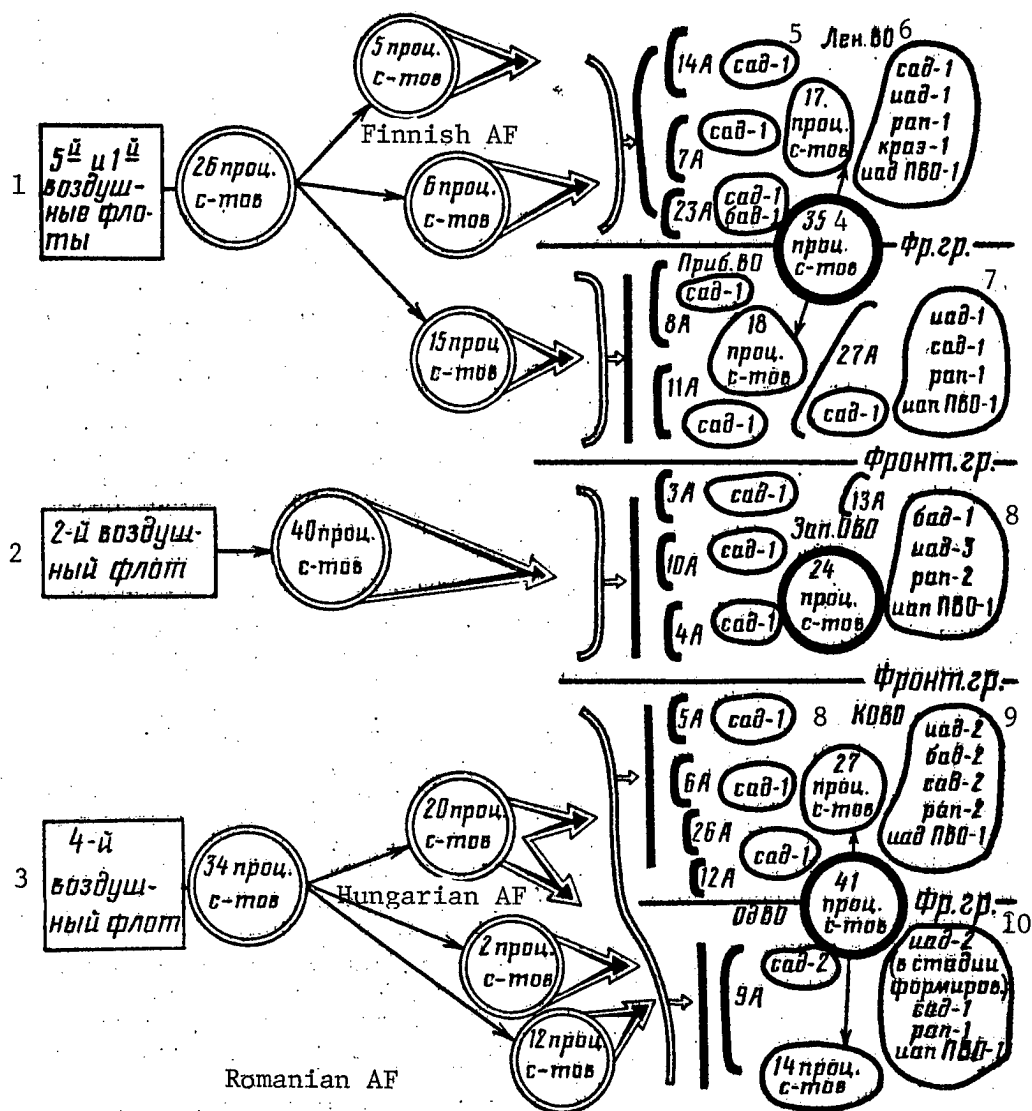 5 проц.
с-тов
Finnish AF
1
5й и 1й
воздуш-
ные фло-
ты
26 проц.
с-тов
6 проц.
с-тов
15 проц
с-тов
14А
сад-1
5
Лен.ВО
6
7А
сад-1
17.
проц.
с-тов
сад-1
иад-1
рап-1
краэ-1
иад ПВО-1
23А
сад-1
бад-1
35 4
проц.
с-тов
Фр.гр.
Приб.ВО
сад-1
8А
18
проц.
с-тов
27А
сад-1
11А
сад-1
7
иад-1
сад-1
рап-1
иап ПВО-1
Фронт.гр.
2
2-й воздуш-
ный флот
40 проц.
с-тов
3А
сад-1
13А
Зап.ОВО
10А
сад-1
24
проц.
с-тов
4А
сад-1
8
бад-1
иад-3
рап-2
иап ПВО-1
Фронт.гр.
3
4-й
воздуш-
ный флот
34 проц.
с-тов
20 проц.
с-тов
Hungarian AF
2 проц.
с-тов
12 проц.
с-тов
Romanian AF
5А
сад-1
8
КОВО
9
6А
сад-1
27
проц.
с-тов
иад-2
бад-2
сад-2
рап-2
иад ПВО-1
26А
сад-1
12А
41
проц.
с-тов
Фр.гр.
ОдВО
10
сад-2
9А
14 проц.
с-тов
иад-2
(в стадии
формиров)
сад-1
рап-1
иап ПВО-1